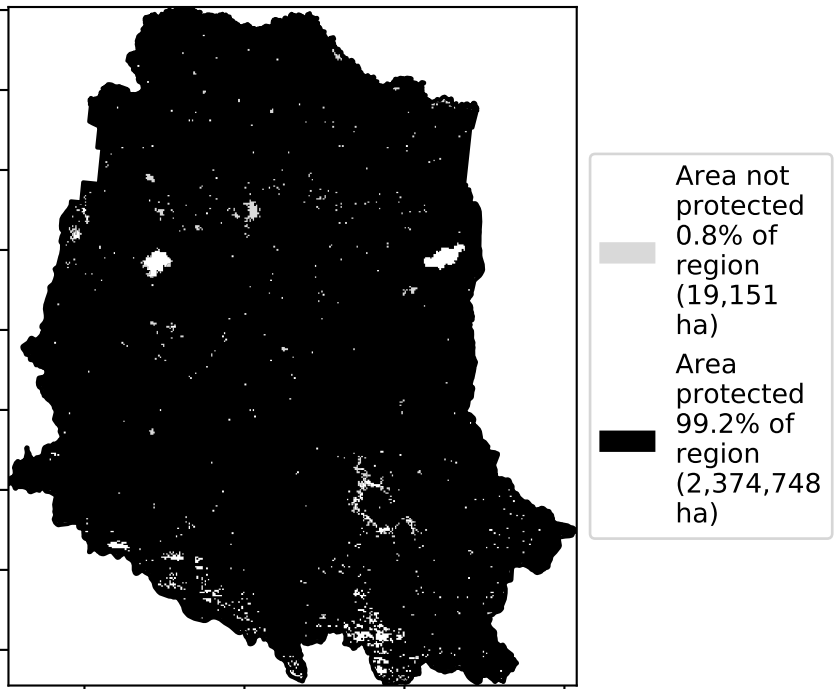 Area not
protected
0.8% of
region
(19,151
ha)
Area
protected
99.2% of
region
(2,374,748
ha)